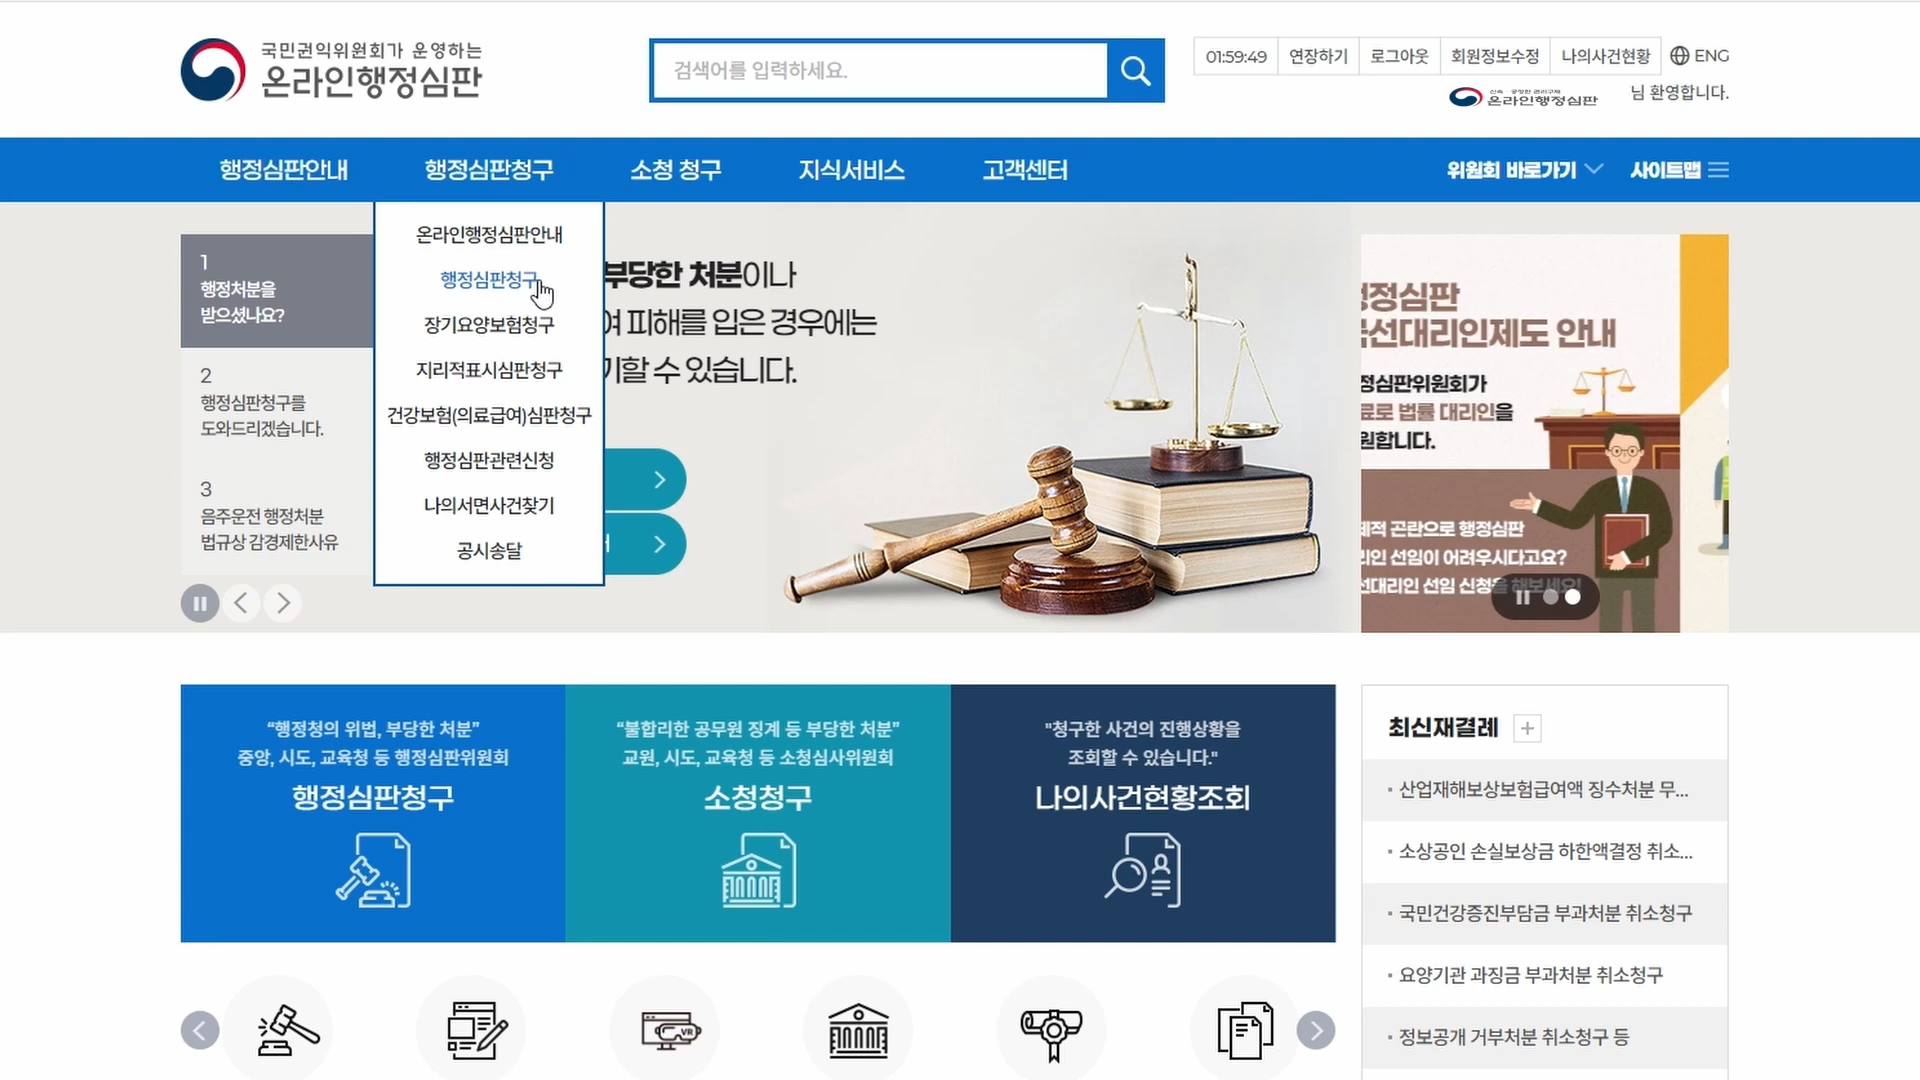 국민권익위원회가 운영하는
온라인행정심판
검색어를 입력하세요.
01:59:49 연장하기 로그아웃 회원정보수정 나의사건현황 ENG
온라인행정심판 님 환영합니다.
행정심판안내 행정심판청구 소청 청구 지식서비스 고객센터 위원회 바로가기 사이트맵
온라인행정심판안내
행정심판청구
장기요양보험청구
지리적표시심판청구
건강보험(의료급여)심판청구
행정심판관련신청
나의서면사건찾기
공시송달
1
행정처분을
받으셨나요?
2
행정심판청구를
도와드리겠습니다.
3
음주운전 행정처분
법규상 감경제한사유
부당한 처분이나
여 피해를 입은 경우에는
기할 수 있습니다.
행정심판
국선대리인제도 안내
정심판위원회가
료로 법률 대리인을
원합니다.
제적 곤란으로 행정심판
리인 선임이 어려우시다고요?
선대리인 선임 신청을 해보세요!
“행정청의 위법, 부당한 처분”
중앙, 시도, 교육청 등 행정심판위원회
행정심판청구
“불합리한 공무원 징계 등 부당한 처분”
교원, 시도, 교육청 등 소청심사위원회
소청청구
"청구한 사건의 진행상황을
조회할 수 있습니다."
나의사건현황조회
최신재결례
· 산업재해보상보험급여액 징수처분 무...
· 소상공인 손실보상금 하한액결정 취소...
· 국민건강증진부담금 부과처분 취소청구
· 요양기관 과징금 부과처분 취소청구
· 정보공개 거부처분 취소청구 등
VR